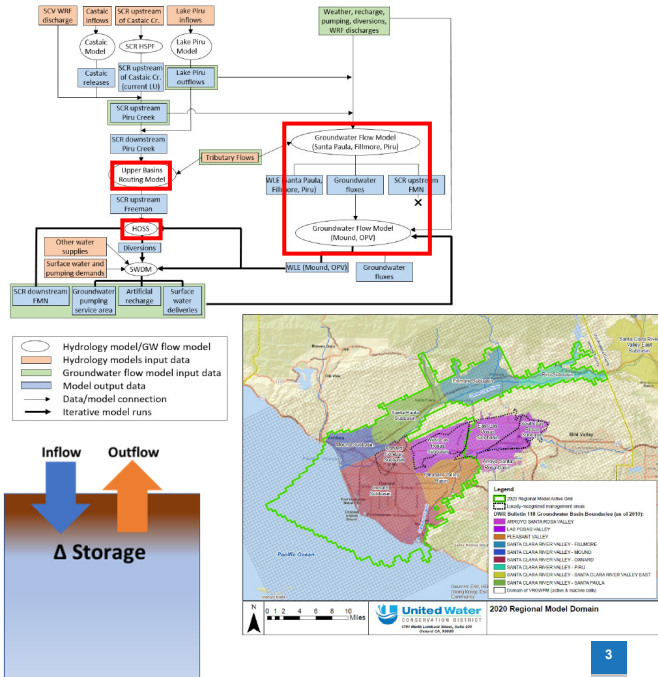 SCV WRF
discharge
Castaic
inflows
SCR upstream
of Castaic Cr.
Lake Piru
inflows
Weather, recharge,
pumping, diversions,
WRF discharges
Castaic
Model
SCR HSPF
Lake Piru
Model
Castaic
releases
SCR upstream
of Castaic Cr.
(current LU)
Lake Piru
outflows
SCR upstream
Piru Creek
SCR downstream
Piru Creek
Tributary Flows
Groundwater Flow Model
(Santa Paula, Fillmore, Piru)
Upper Basins
Routing Model
WLE (Santa Paula,
Fillmore, Piru)
Groundwater
fluxes
SCR upstream
FMN
SCR upstream
Freeman
HOSS
Groundwater Flow Model
(Mound, OPV)
Other water
supplies
Diversions
Surface water and
pumping demands
SWDM
WLE (Mound, OPV)
Groundwater
fluxes
SCR downstream
FMN
Groundwater
pumping
service area
Artificial
recharge
Surface
water
deliveries
Hydrology model/GW flow model
Hydrology models input data
Groundwater flow model input data
Model output data
Data/model connection
Iterative model runs
Inflow
Outflow
Δ Storage
Pacific Ocean
Simi Valley
Legend
2020 Regional Model Active Grid
Locally-recognized management areas
DWR Bulletin 118 Groundwater Basin Boundaries (as of 2019):
ARROYO SANTA ROSA VALLEY
LAS POSAS VALLEY
PLEASANT VALLEY
SANTA CLARA RIVER VALLEY - FILLMORE
SANTA CLARA RIVER VALLEY - MOUND
SANTA CLARA RIVER VALLEY - OXNARD
SANTA CLARA RIVER VALLEY - PIRU
SANTA CLARA RIVER VALLEY - SANTA CLARA RIVER VALLEY EAST
SANTA CLARA RIVER VALLEY - SANTA PAULA
Domain of VRGWFM (active & inactive cells)
N
0 1 2 4 6 8 10
Miles
United Water
CONSERVATION DISTRICT
2020 Regional Model Domain
3